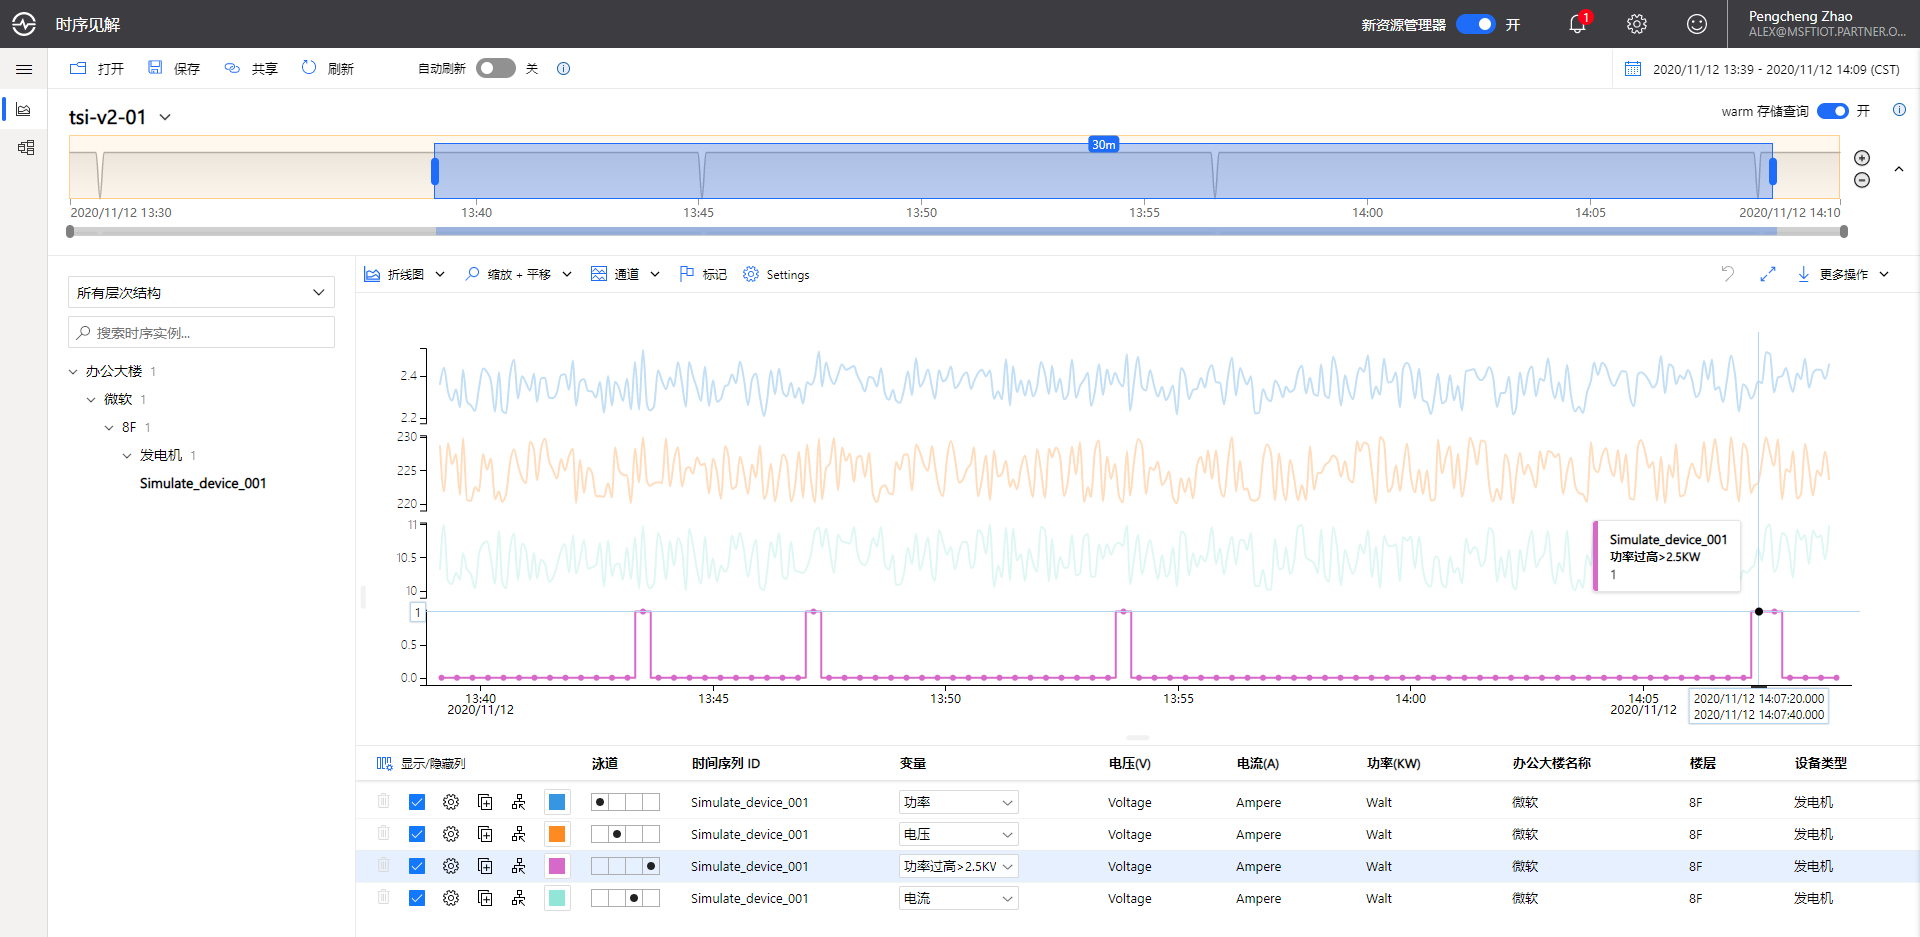 时序见解
新资源管理器 开 1
Pengcheng Zhao
ALEX@MSFTIOT.PARTNER.O...
打开 保存 共享 刷新 自动刷新 关
2020/11/12 13:39 - 2020/11/12 14:09 (CST)
tsi-v2-01
warm 存储查询 开
30m
2020/11/12 13:30 13:40 13:45 13:50 13:55 14:00 14:05 2020/11/12 14:10
所有层次结构
搜索时序实例...
办公大楼 1
微软 1
8F 1
发电机 1
Simulate_device_001
折线图 缩放 + 平移 通道 标记 Settings 更多操作
2.4
2.2
230
225
220
11
10.5
10
1
0.5
0.0
Simulate_device_001
功率过高>2.5KW
1
13:40 13:45 13:50 13:55 14:00 14:05
2020/11/12 2020/11/12
2020/11/12 14:07:20.000
2020/11/12 14:07:40.000
显示/隐藏列 泳道 时间序列 ID 变量 电压(V) 电流(A) 功率(KW) 办公大楼名称 楼层 设备类型
Simulate_device_001 功率 Voltage Ampere Walt 微软 8F 发电机
Simulate_device_001 电压 Voltage Ampere Walt 微软 8F 发电机
Simulate_device_001 功率过高>2.5KV Voltage Ampere Walt 微软 8F 发电机
Simulate_device_001 电流 Voltage Ampere Walt 微软 8F 发电机